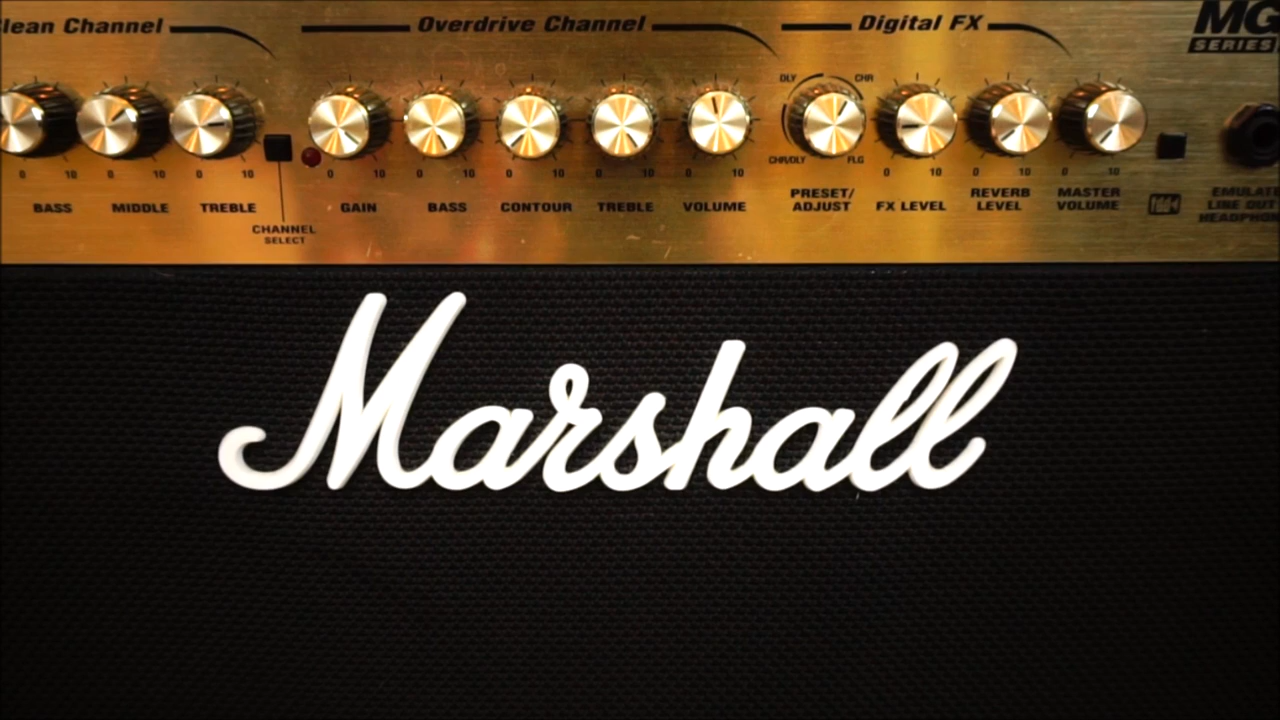 lean Channel
Overdrive Channel
Digital FX
MG
SERIES
DLY CHR
CHR/DLY FLG
0 10 0 10 0 10 0 10 0 10 0 10 0 10 0 10 0 10 0 10 0 10
BASS MIDDLE TREBLE GAIN BASS CONTOUR TREBLE VOLUME PRESET/ ADJUST FX LEVEL REVERB LEVEL MASTER VOLUME
CHANNEL
SELECT
EMULATE
LINE OUT
HEADPHON
Marshall